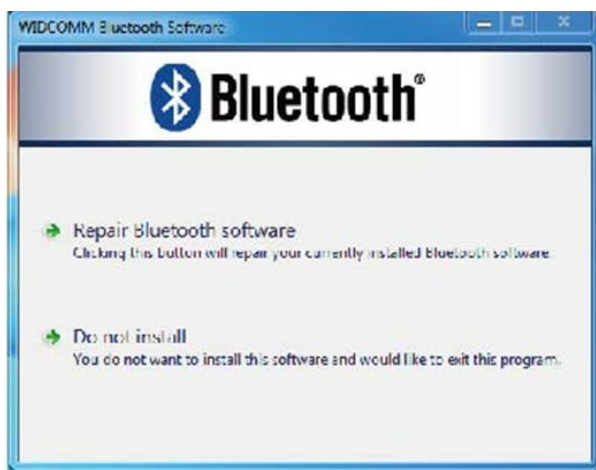 WIDCOMM Bluetooth Software
Bluetooth®
Repair Bluetooth software
Clicking this button will repair your currently installed Bluetooth software.
Do not install
You do not want to install this software and would like to exit this program.